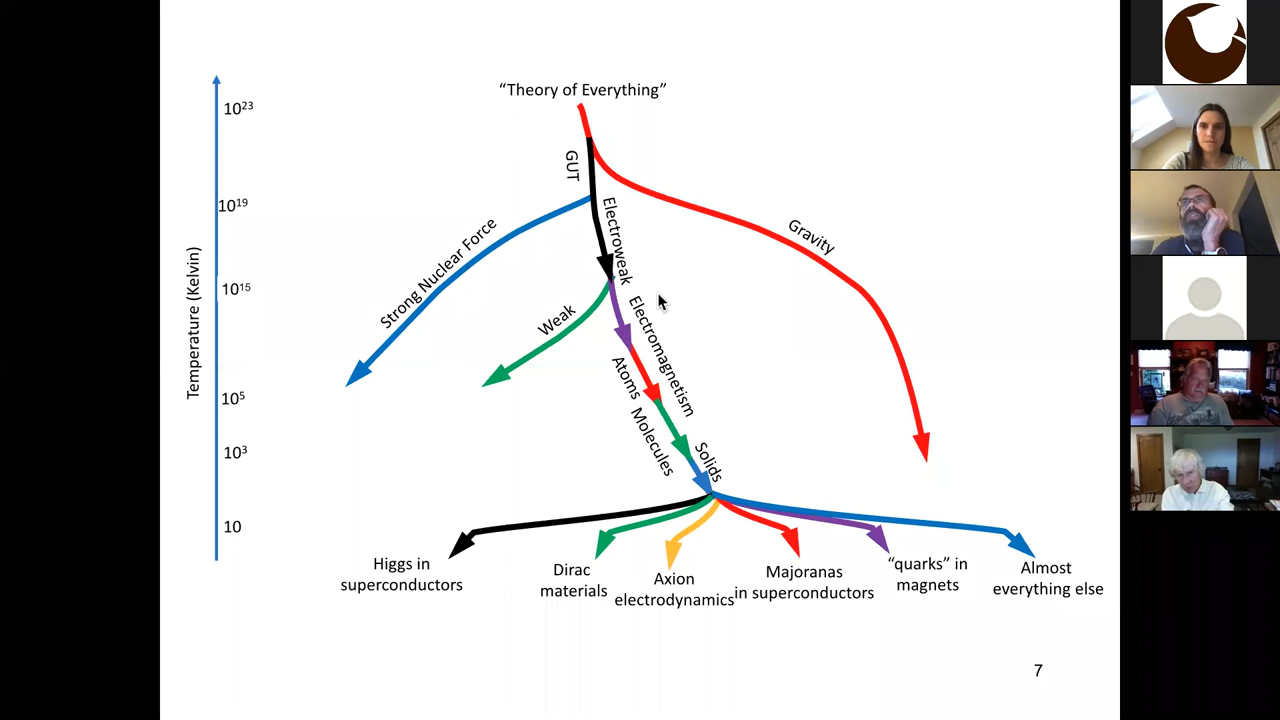 “Theory of Everything”
10²³
GUT
10¹⁹
Electroweak
Strong Nuclear Force
Gravity
Temperature (Kelvin)
10¹⁵
Weak
Electromagnetism
Atoms
10⁵
Molecules
10³
Solids
10
Higgs in
superconductors
Dirac
materials
Axion
electrodynamics
Majoranas
in superconductors
“quarks” in
magnets
Almost
everything else
7